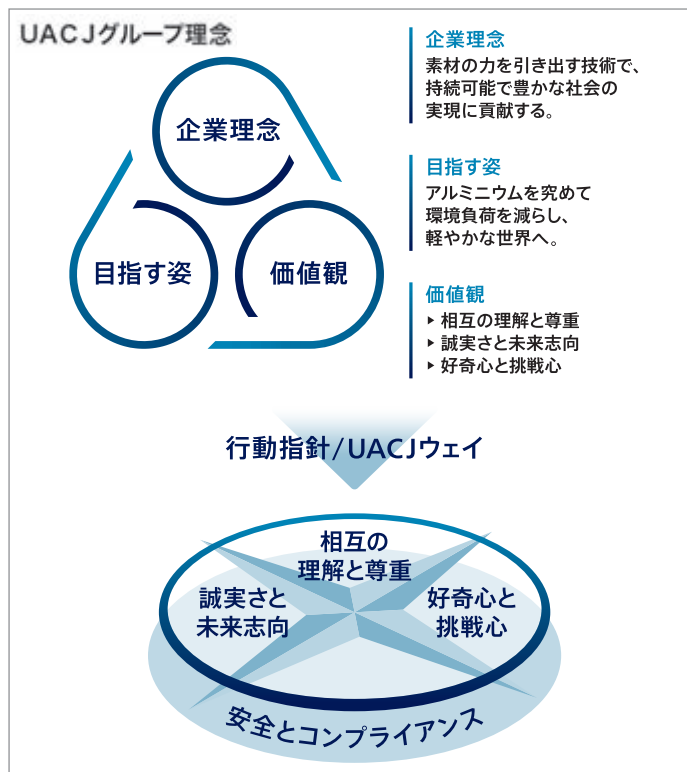 UACJグループ理念
企業理念
目指す姿
価値観
企業理念
素材の力を引き出す技術で、
持続可能で豊かな社会の
実現に貢献する。
目指す姿
アルミニウムを究めて
環境負荷を減らし、
軽やかな世界へ。
価値観
▶ 相互の理解と尊重
▶ 誠実さと未来志向
▶ 好奇心と挑戦心
行動指針/UACJウェイ
相互の
理解と尊重
誠実さと
未来志向
好奇心と
挑戦心
安全とコンプライアンス